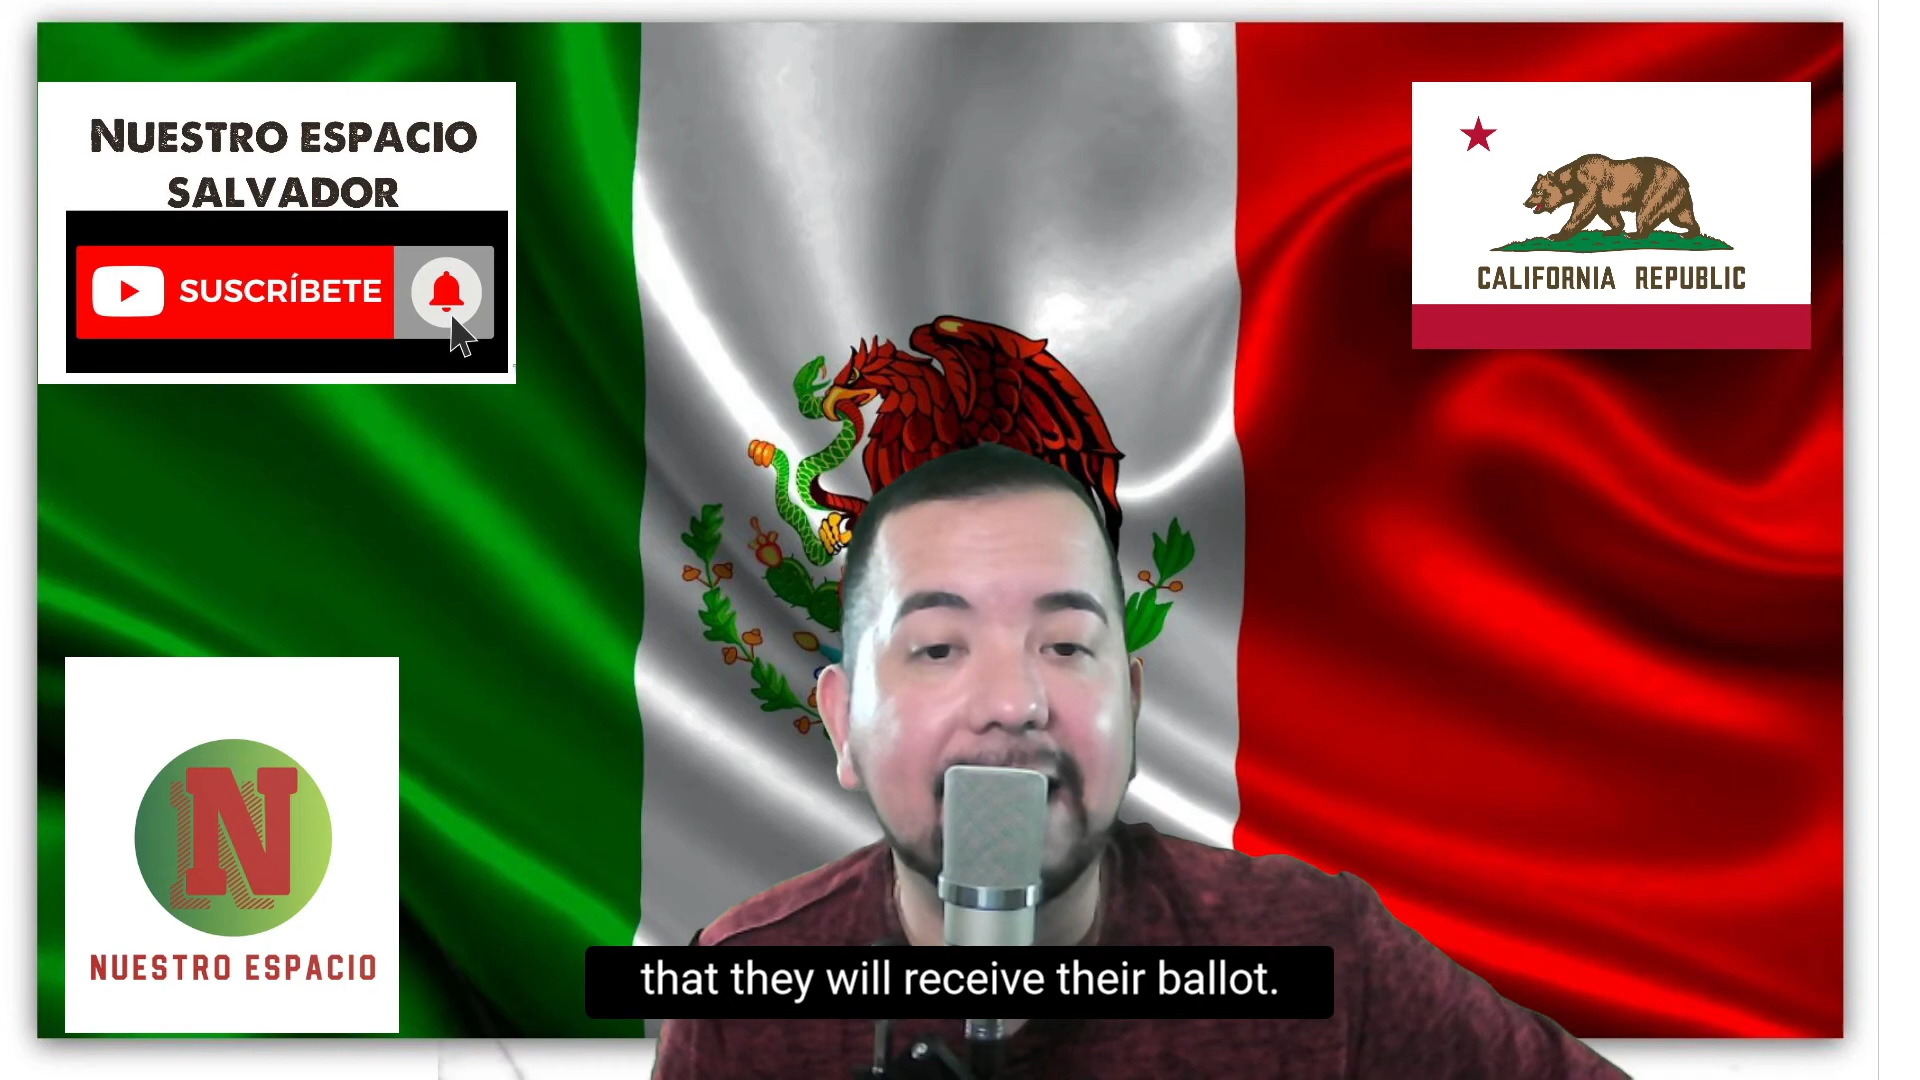 NUESTRO ESPACIO
SALVADOR
SUSCRÍBETE
CALIFORNIA REPUBLIC
N
NUESTRO ESPACIO
that they will receive their ballot.